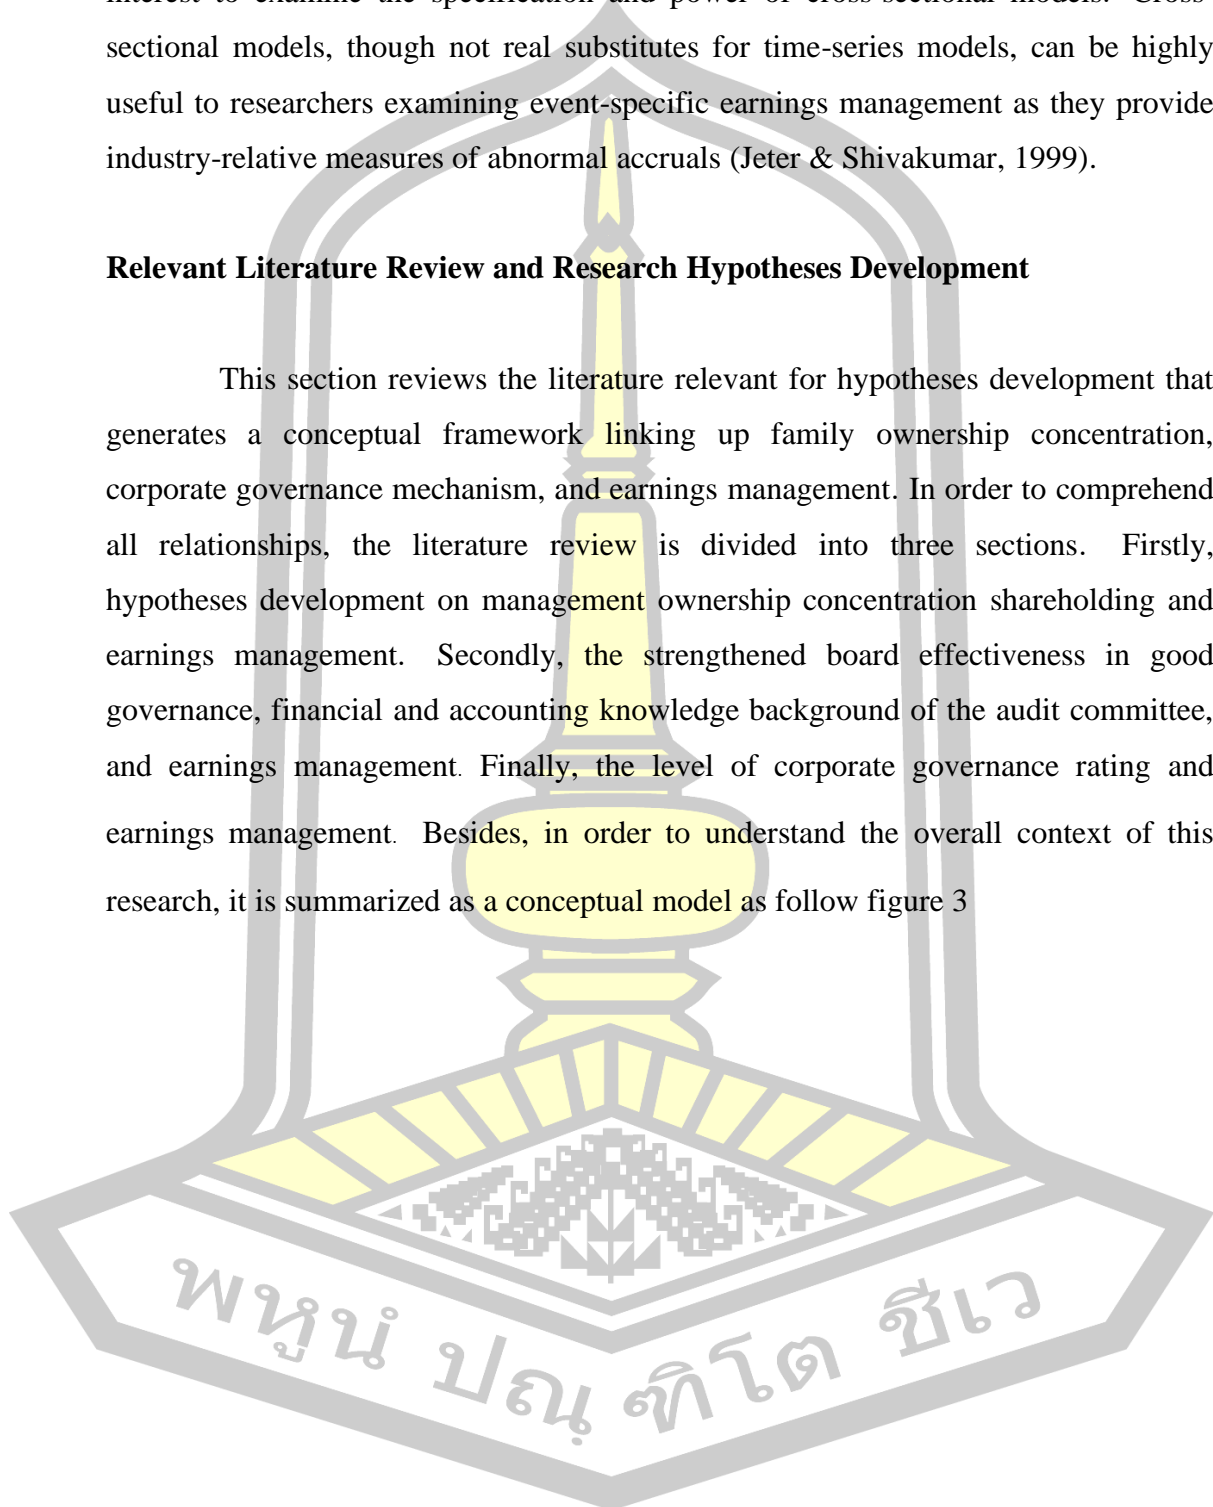 interest to examine the specification and power of cross-sectional models. Cross-
sectional models, though not real substitutes for time-series models, can be highly
useful to researchers examining event-specific earnings management as they provide
industry-relative measures of abnormal accruals (Jeter & Shivakumar, 1999).
Relevant Literature Review and Research Hypotheses Development
This section reviews the literature relevant for hypotheses development that
generates a conceptual framework linking up family ownership concentration,
corporate governance mechanism, and earnings management. In order to comprehend
all relationships, the literature review is divided into three sections. Firstly,
hypotheses development on management ownership concentration shareholding and
earnings management. Secondly, the strengthened board effectiveness in good
governance, financial and accounting knowledge background of the audit committee,
and earnings management. Finally, the level of corporate governance rating and
earnings management. Besides, in order to understand the overall context of this
research, it is summarized as a conceptual model as follow figure 3
พหูนํ ปณฺฑิโต ชีเว